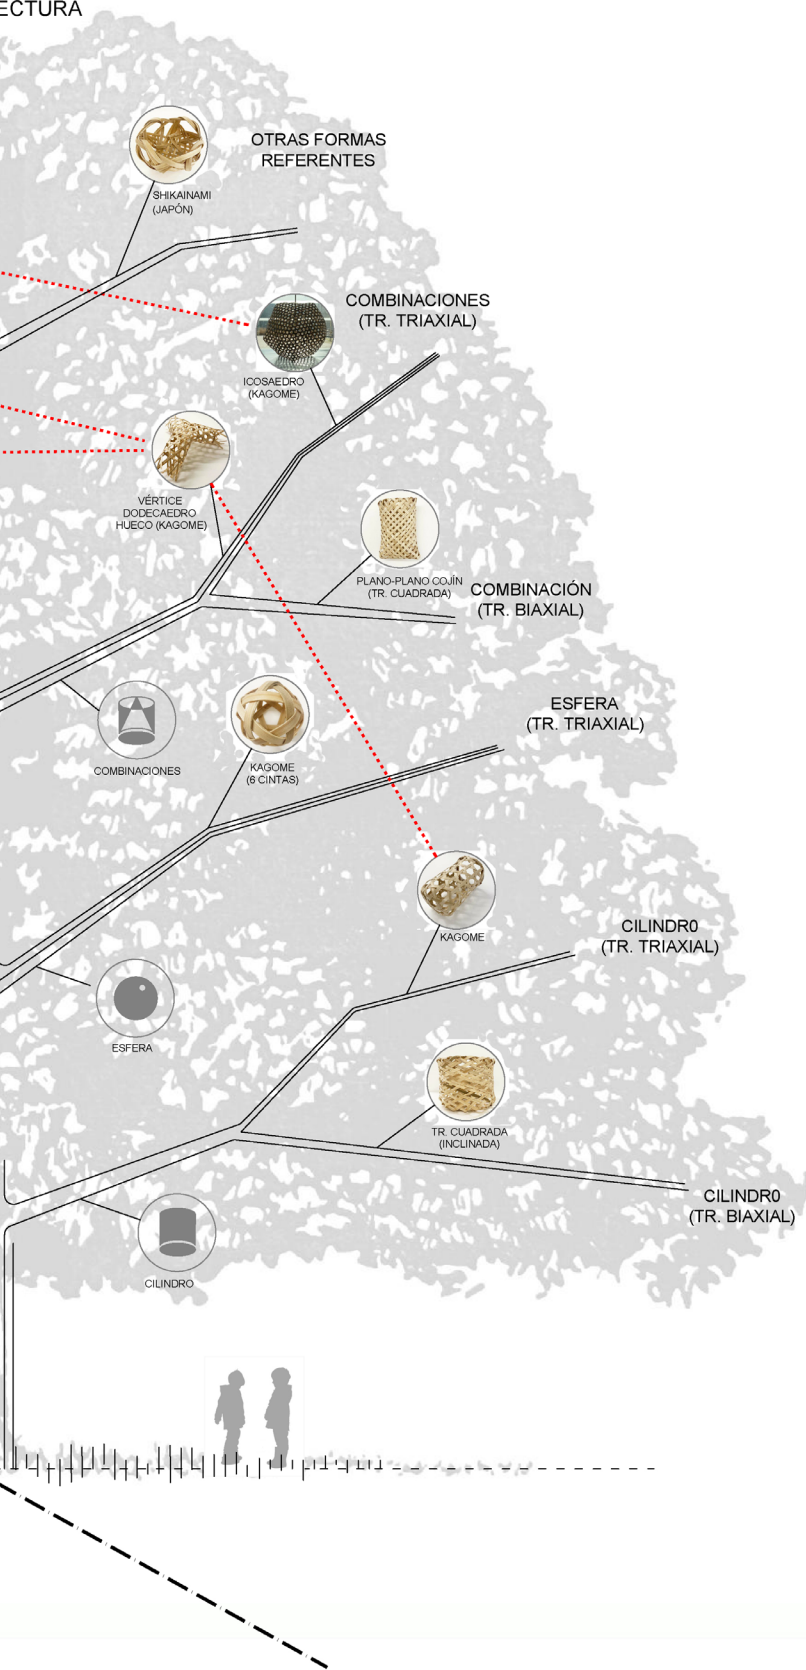 ECTURA
OTRAS FORMAS
REFERENTES
SHIKAINAMI
(JAPÓN)
COMBINACIONES
(TR. TRIAXIAL)
ICOSAEDRO
(KAGOME)
VÉRTICE
DODECAEDRO
HUECO (KAGOME)
PLANO-PLANO COJÍN
(TR. CUADRADA)
COMBINACIÓN
(TR. BIAXIAL)
ESFERA
(TR. TRIAXIAL)
COMBINACIONES
KAGOME
(6 CINTAS)
KAGOME
CILINDR0
(TR. TRIAXIAL)
ESFERA
TR. CUADRADA
(INCLINADA)
CILINDR0
(TR. BIAXIAL)
CILINDRO